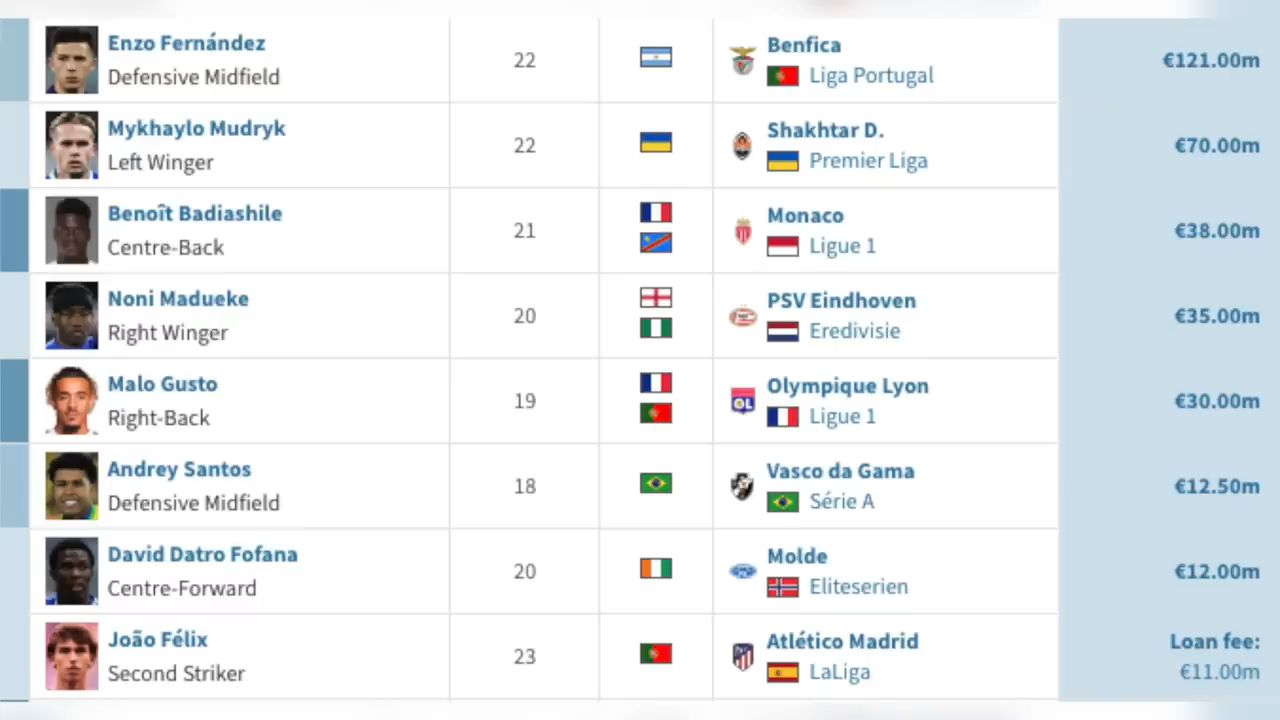 Enzo Fernández
Defensive Midfield
22
Benfica
Liga Portugal
€121.00m
Mykhaylo Mudryk
Left Winger
22
Shakhtar D.
Premier Liga
€70.00m
Benoît Badiashile
Centre-Back
21
Monaco
Ligue 1
€38.00m
Noni Madueke
Right Winger
20
PSV Eindhoven
Eredivisie
€35.00m
Malo Gusto
Right-Back
19
Olympique Lyon
Ligue 1
€30.00m
OL
Andrey Santos
Defensive Midfield
18
Vasco da Gama
Série A
€12.50m
David Datro Fofana
Centre-Forward
20
Molde
Eliteserien
€12.00m
João Félix
Second Striker
23
Atlético Madrid
LaLiga
Loan fee:
€11.00m